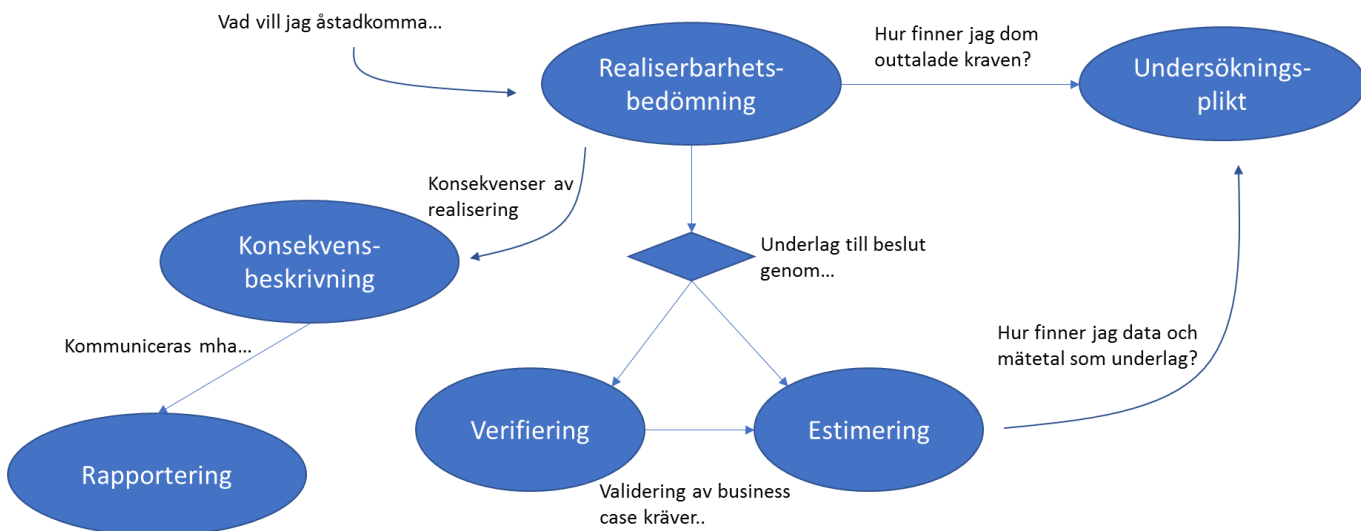 Vad vill jag åstadkomma…
Realiserbarhets-
bedömning
Hur finner jag dom
outtalade kraven?
Undersöknings-
plikt
Konsekvenser av
realisering
Konsekvens-
beskrivning
Underlag till beslut
genom…
Kommuniceras mha…
Hur finner jag data och
mätetal som underlag?
Verifiering
Estimering
Rapportering
Validering av business
case kräver..